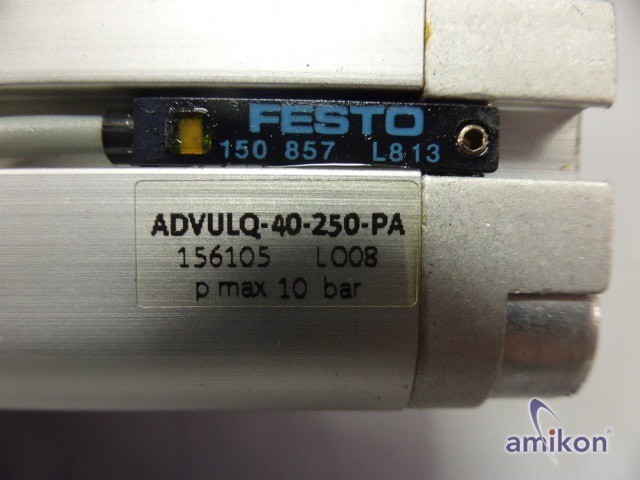 FESTO
150 857 L813
ADVULQ-40-250-PA
156105 L008
p max 10 bar
amikon